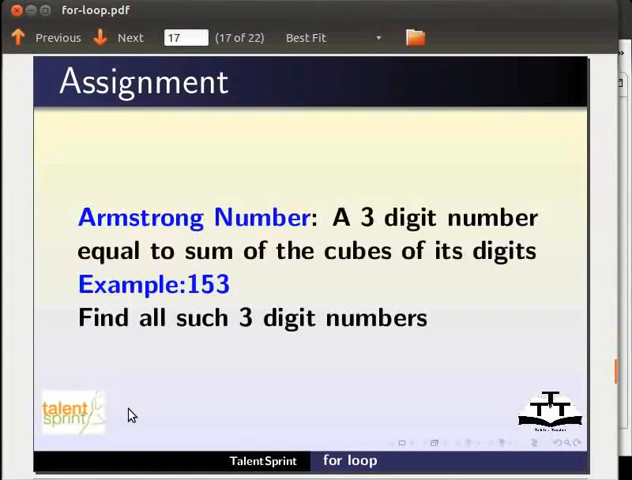 for-loop.pdf
Previous Next 17 (17 of 22) Best Fit
Assignment
Armstrong Number: A 3 digit number
equal to sum of the cubes of its digits
Example:153
Find all such 3 digit numbers
talent
sprint
TTT
TalentSprint for loop